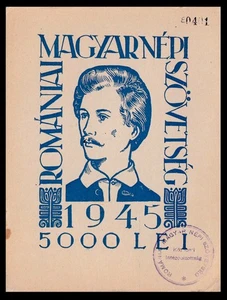 ROMÁNIAI
MAGYAR NÉPI
SZÖVETSÉG
1945
5000 LEI